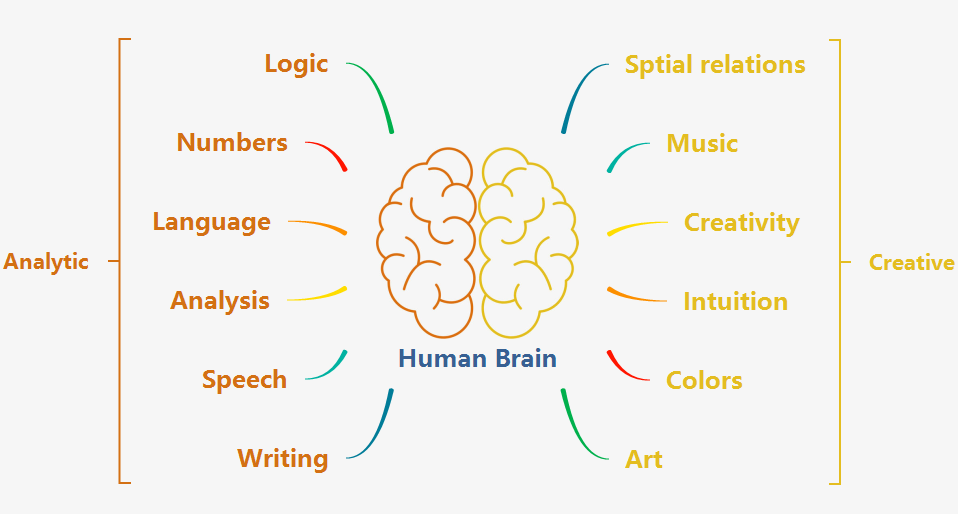 Analytic
Logic
Numbers
Language
Analysis
Speech
Writing
Human Brain
Sptial relations
Music
Creativity
Intuition
Colors
Art
Creative